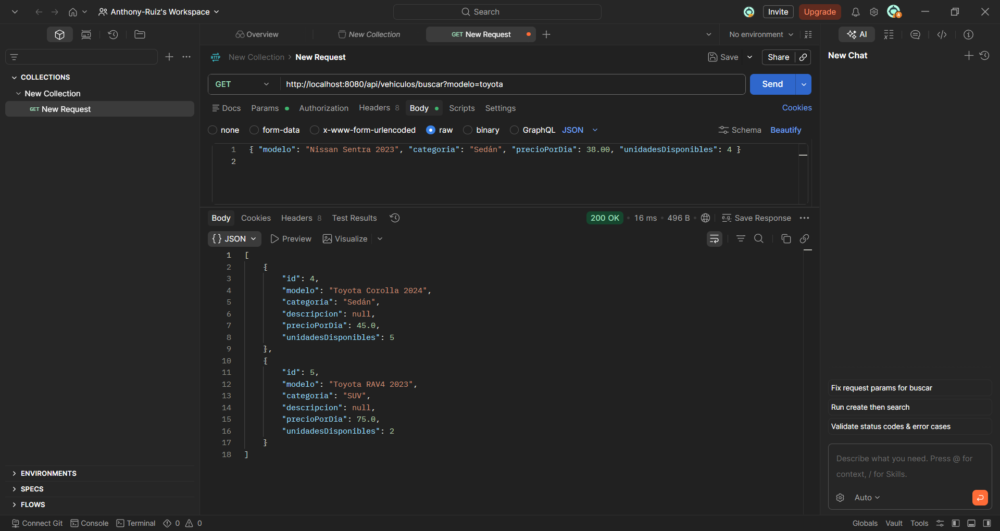 Anthony-Ruiz's Workspace
Search
Invite
Upgrade
Overview
New Collection
GET New Request
No environment
AI
New Collection > New Request
Save
Share
New Chat
COLLECTIONS
New Collection
GET New Request
GET
http://localhost:8080/api/vehiculos/buscar?modelo=toyota
Send
Docs
Params
Authorization
Headers 8
Body
Scripts
Settings
Cookies
none
form-data
x-www-form-urlencoded
raw
binary
GraphQL
JSON
Schema
Beautify
1 { "modelo": "Nissan Sentra 2023", "categoria": "Sedán", "precioPorDia": 38.00, "unidadesDisponibles": 4 }
2
Body
Cookies
Headers 8
Test Results
200 OK
16 ms
496 B
e.g. Save Response
{} JSON
Preview
Visualize
1 [
2 {
3 "id": 4,
4 "modelo": "Toyota Corolla 2024",
5 "categoria": "Sedán",
6 "descripcion": null,
7 "precioPorDia": 45.0,
8 "unidadesDisponibles": 5
9 },
10 {
11 "id": 5,
12 "modelo": "Toyota RAV4 2023",
13 "categoria": "SUV",
14 "descripcion": null,
15 "precioPorDia": 75.0,
16 "unidadesDisponibles": 2
17 }
18 ]
Fix request params for buscar
Run create then search
Validate status codes & error cases
Describe what you need. Press @ for
context, / for Skills.
Auto
ENVIRONMENTS
SPECS
FLOWS
Connect Git
Console
Terminal
0
0
Globals
Vault
Tools